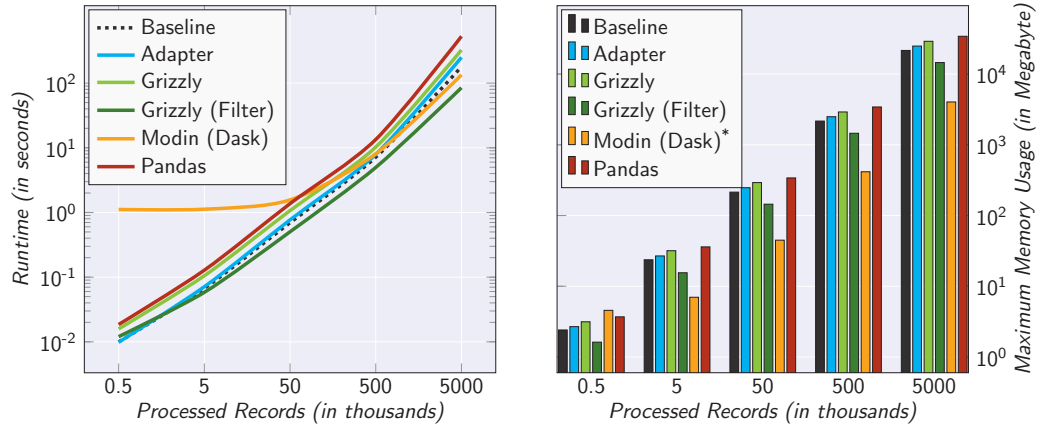 Baseline
Adapter
Grizzly
Grizzly (Filter)
Modin (Dask)
Pandas
Runtime (in seconds)
10^2
10^1
10^0
10^-1
10^-2
0.5 5 50 500 5000
Processed Records (in thousands)
Baseline
Adapter
Grizzly
Grizzly (Filter)
Modin (Dask)*
Pandas
10^4
10^3
10^2
10^1
10^0
Maximum Memory Usage (in Megabyte)
0.5 5 50 500 5000
Processed Records (in thousands)